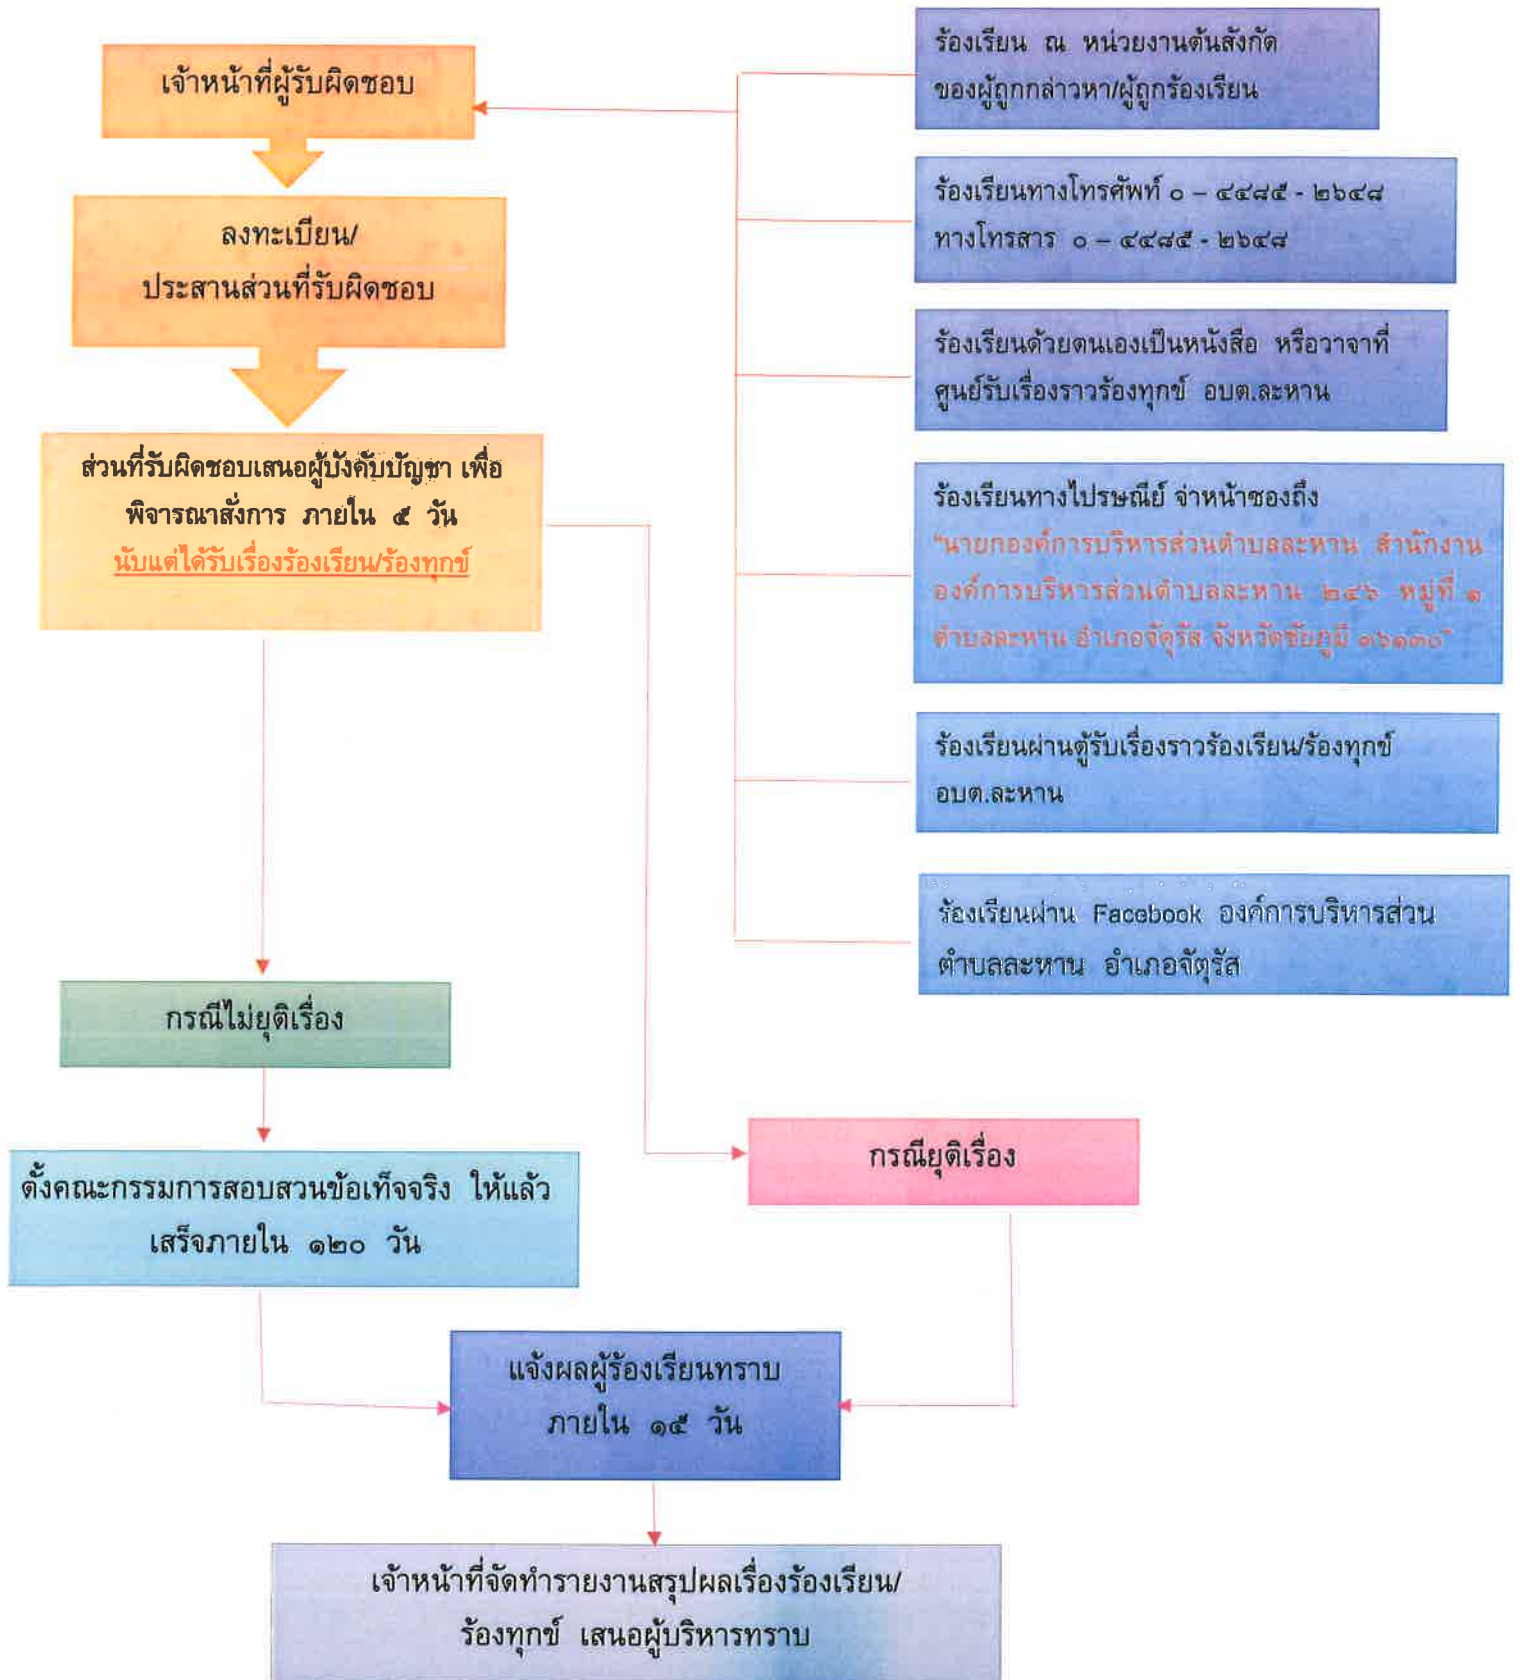 เจ้าหน้าที่ผู้รับผิดชอบ
ลงทะเบียน/
ประสานส่วนที่รับผิดชอบ
ส่วนที่รับผิดชอบเสนอผู้บังคับบัญชา เพื่อ
พิจารณาสั่งการ ภายใน ๕ วัน
นับแต่ได้รับเรื่องร้องเรียน/ร้องทุกข์
ร้องเรียน ณ หน่วยงานต้นสังกัด
ของผู้ถูกกล่าวหา/ผู้ถูกร้องเรียน
ร้องเรียนทางโทรศัพท์ ๐ – ๔๔๘๕ - ๒๖๔๘
ทางโทรสาร ๐ – ๔๔๘๕ - ๒๖๔๘
ร้องเรียนด้วยตนเองเป็นหนังสือ หรือวาจาที่
ศูนย์รับเรื่องราวร้องทุกข์ อบต.ละหาน
ร้องเรียนทางไปรษณีย์ จ่าหน้าซองถึง
"นายกองค์การบริหารส่วนตำบลละหาน สำนักงาน
องค์การบริหารส่วนตำบลละหาน ๒๔๖ หมู่ที่ ๑
ตำบลละหาน อำเภอจัตุรัส จังหวัดชัยภูมิ ๑๖๑๓๐"
ร้องเรียนผ่านตู้รับเรื่องราวร้องเรียน/ร้องทุกข์
อบต.ละหาน
ร้องเรียนผ่าน Facebook องค์การบริหารส่วน
ตำบลละหาน อำเภอจัตุรัส
กรณีไม่ยุติเรื่อง
กรณียุติเรื่อง
ตั้งคณะกรรมการสอบสวนข้อเท็จจริง ให้แล้ว
เสร็จภายใน ๑๒๐ วัน
แจ้งผลผู้ร้องเรียนทราบ
ภายใน ๑๕ วัน
เจ้าหน้าที่จัดทำรายงานสรุปผลเรื่องร้องเรียน/
ร้องทุกข์ เสนอผู้บริหารทราบ